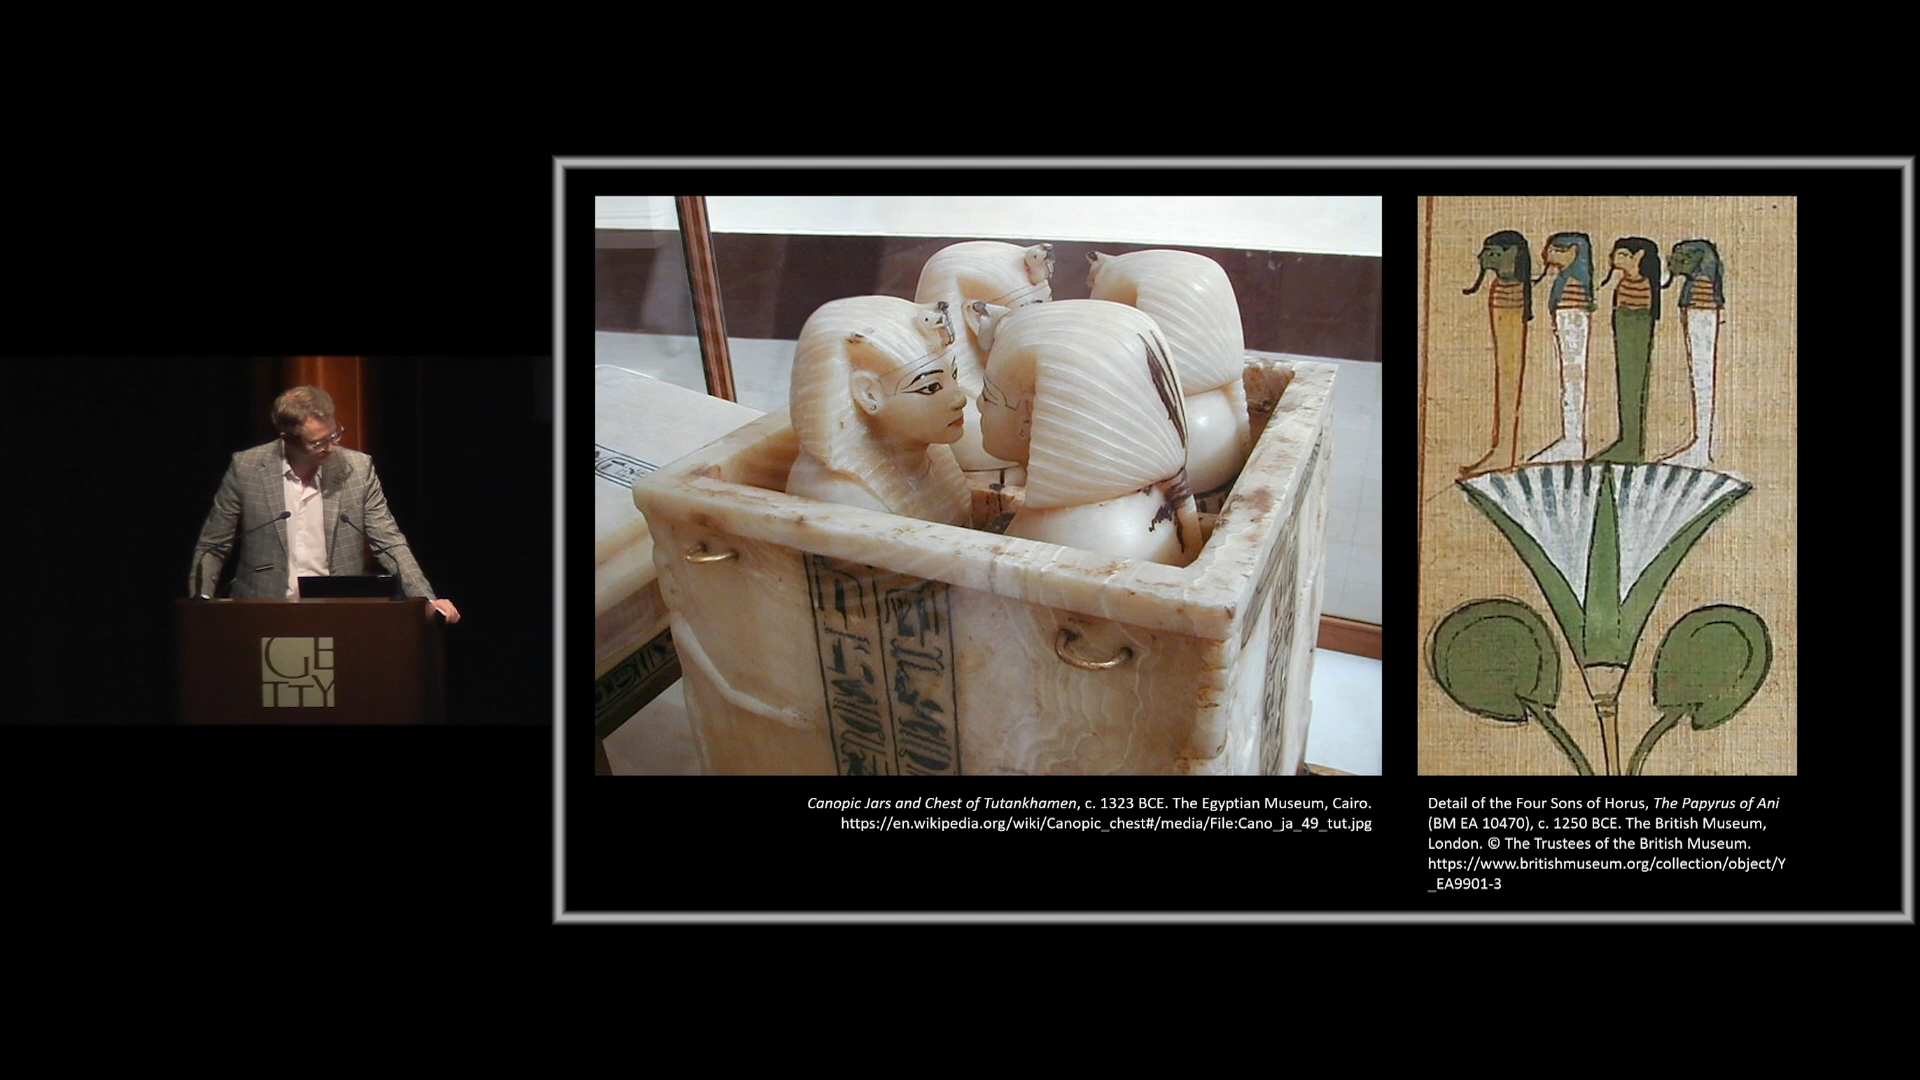 GE
TTY
Canopic Jars and Chest of Tutankhamen, c. 1323 BCE. The Egyptian Museum, Cairo.
https://en.wikipedia.org/wiki/Canopic_chest#/media/File:Cano_ja_49_tut.jpg
Detail of the Four Sons of Horus, The Papyrus of Ani
(BM EA 10470), c. 1250 BCE. The British Museum,
London. © The Trustees of the British Museum.
https://www.britishmuseum.org/collection/object/Y
_EA9901-3